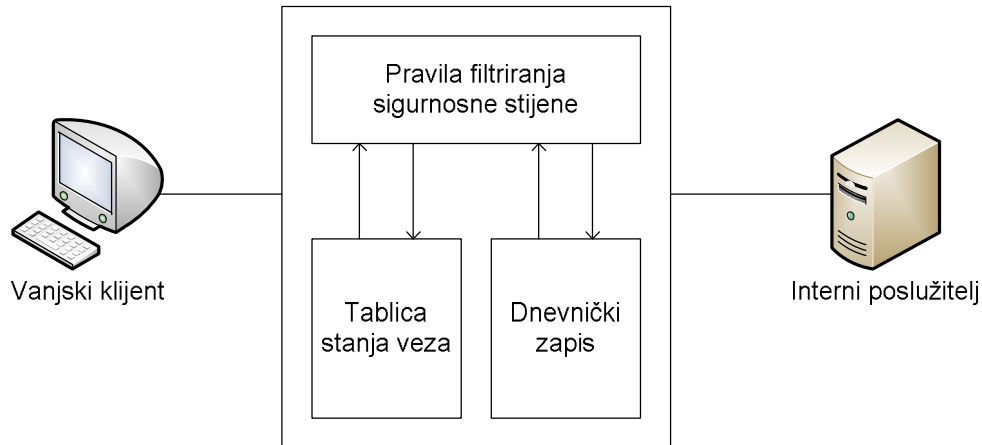 Pravila filtriranja
sigurnosne stijene
Vanjski klijent
Tablica
stanja veza
Dnevnički
zapis
Interni poslužitelj